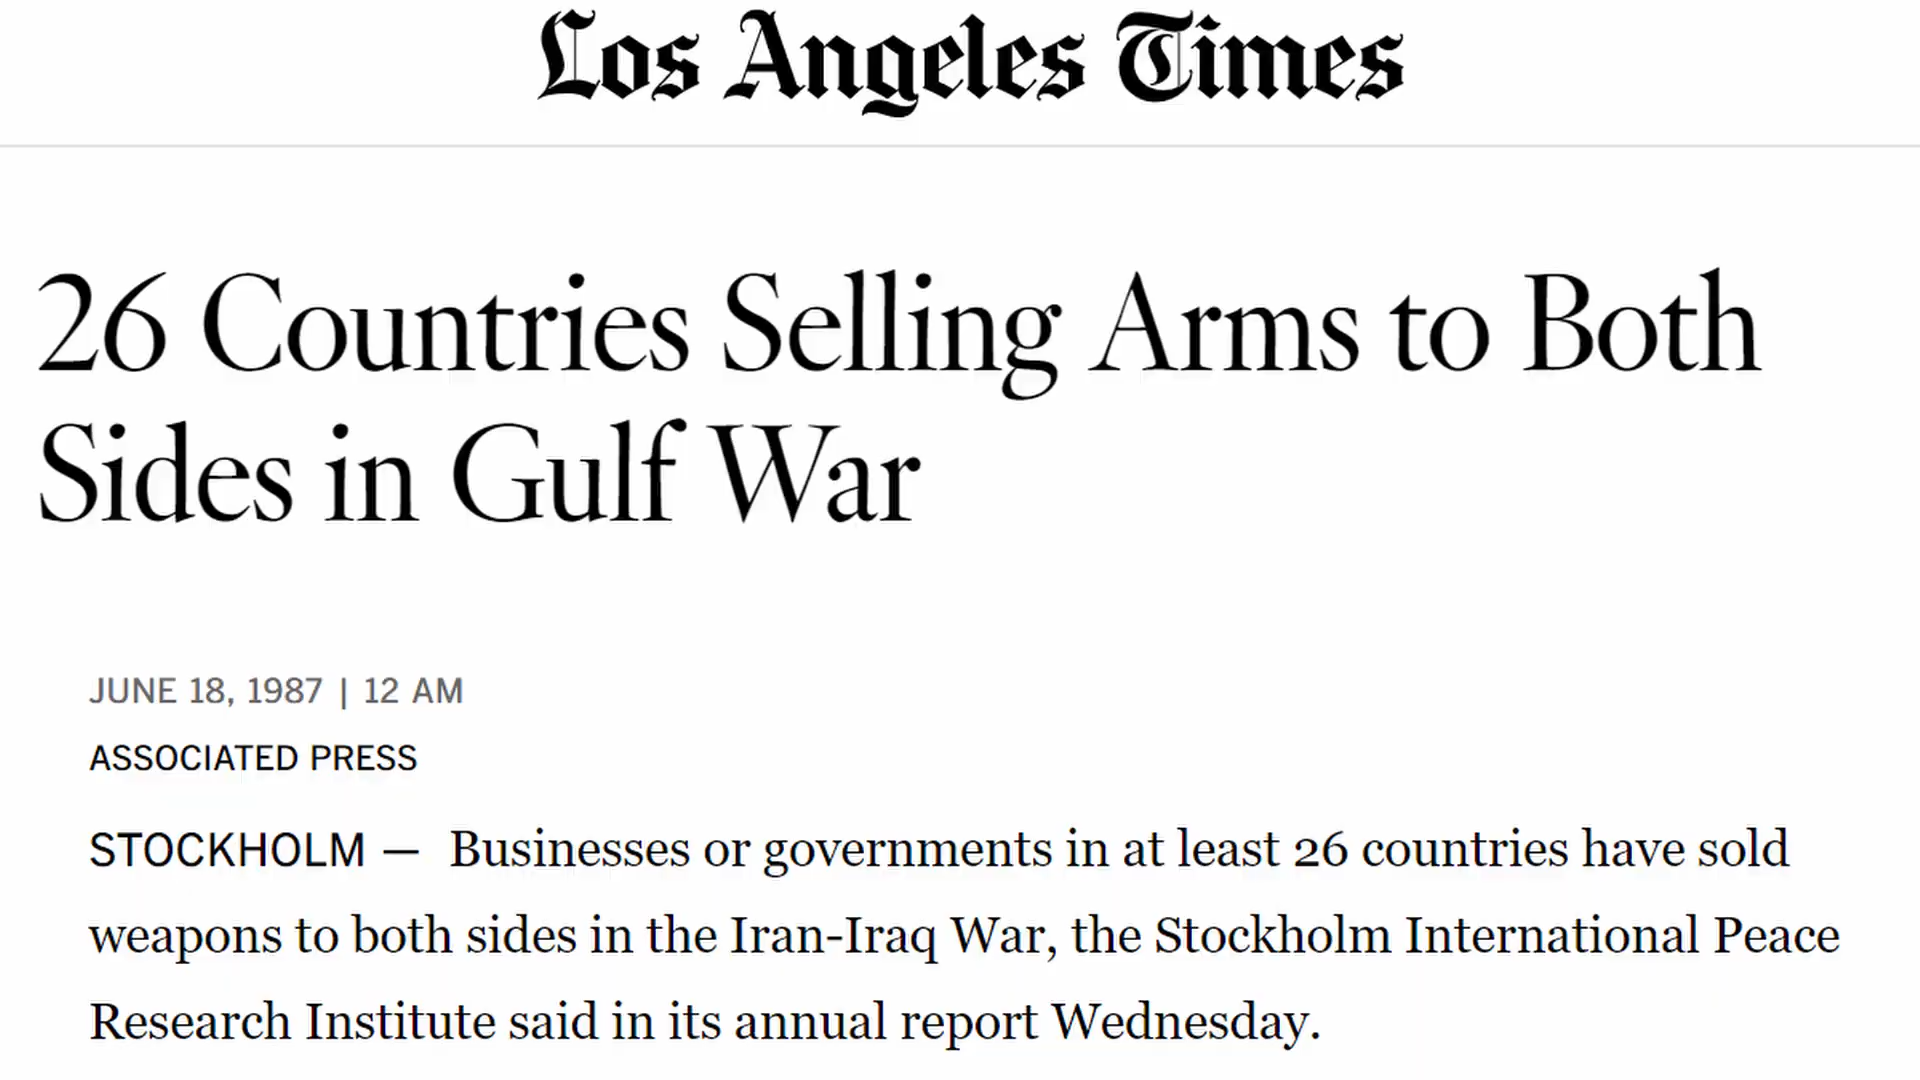 Los Angeles Times
26 Countries Selling Arms to Both
Sides in Gulf War
JUNE 18, 1987 | 12 AM
ASSOCIATED PRESS
STOCKHOLM — Businesses or governments in at least 26 countries have sold
weapons to both sides in the Iran-Iraq War, the Stockholm International Peace
Research Institute said in its annual report Wednesday.